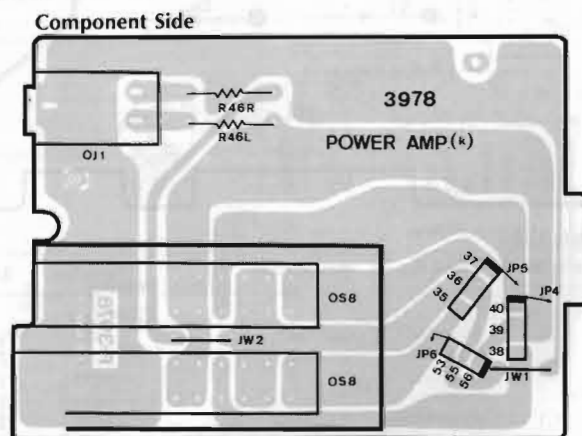 Component Side
R46R
3978
R46L
POWER AMP.(k)
OJ1
37
36
35
JP5
JP4
OS8
40
39
38
JW2
JP6
53
55
56
JW1
OS8